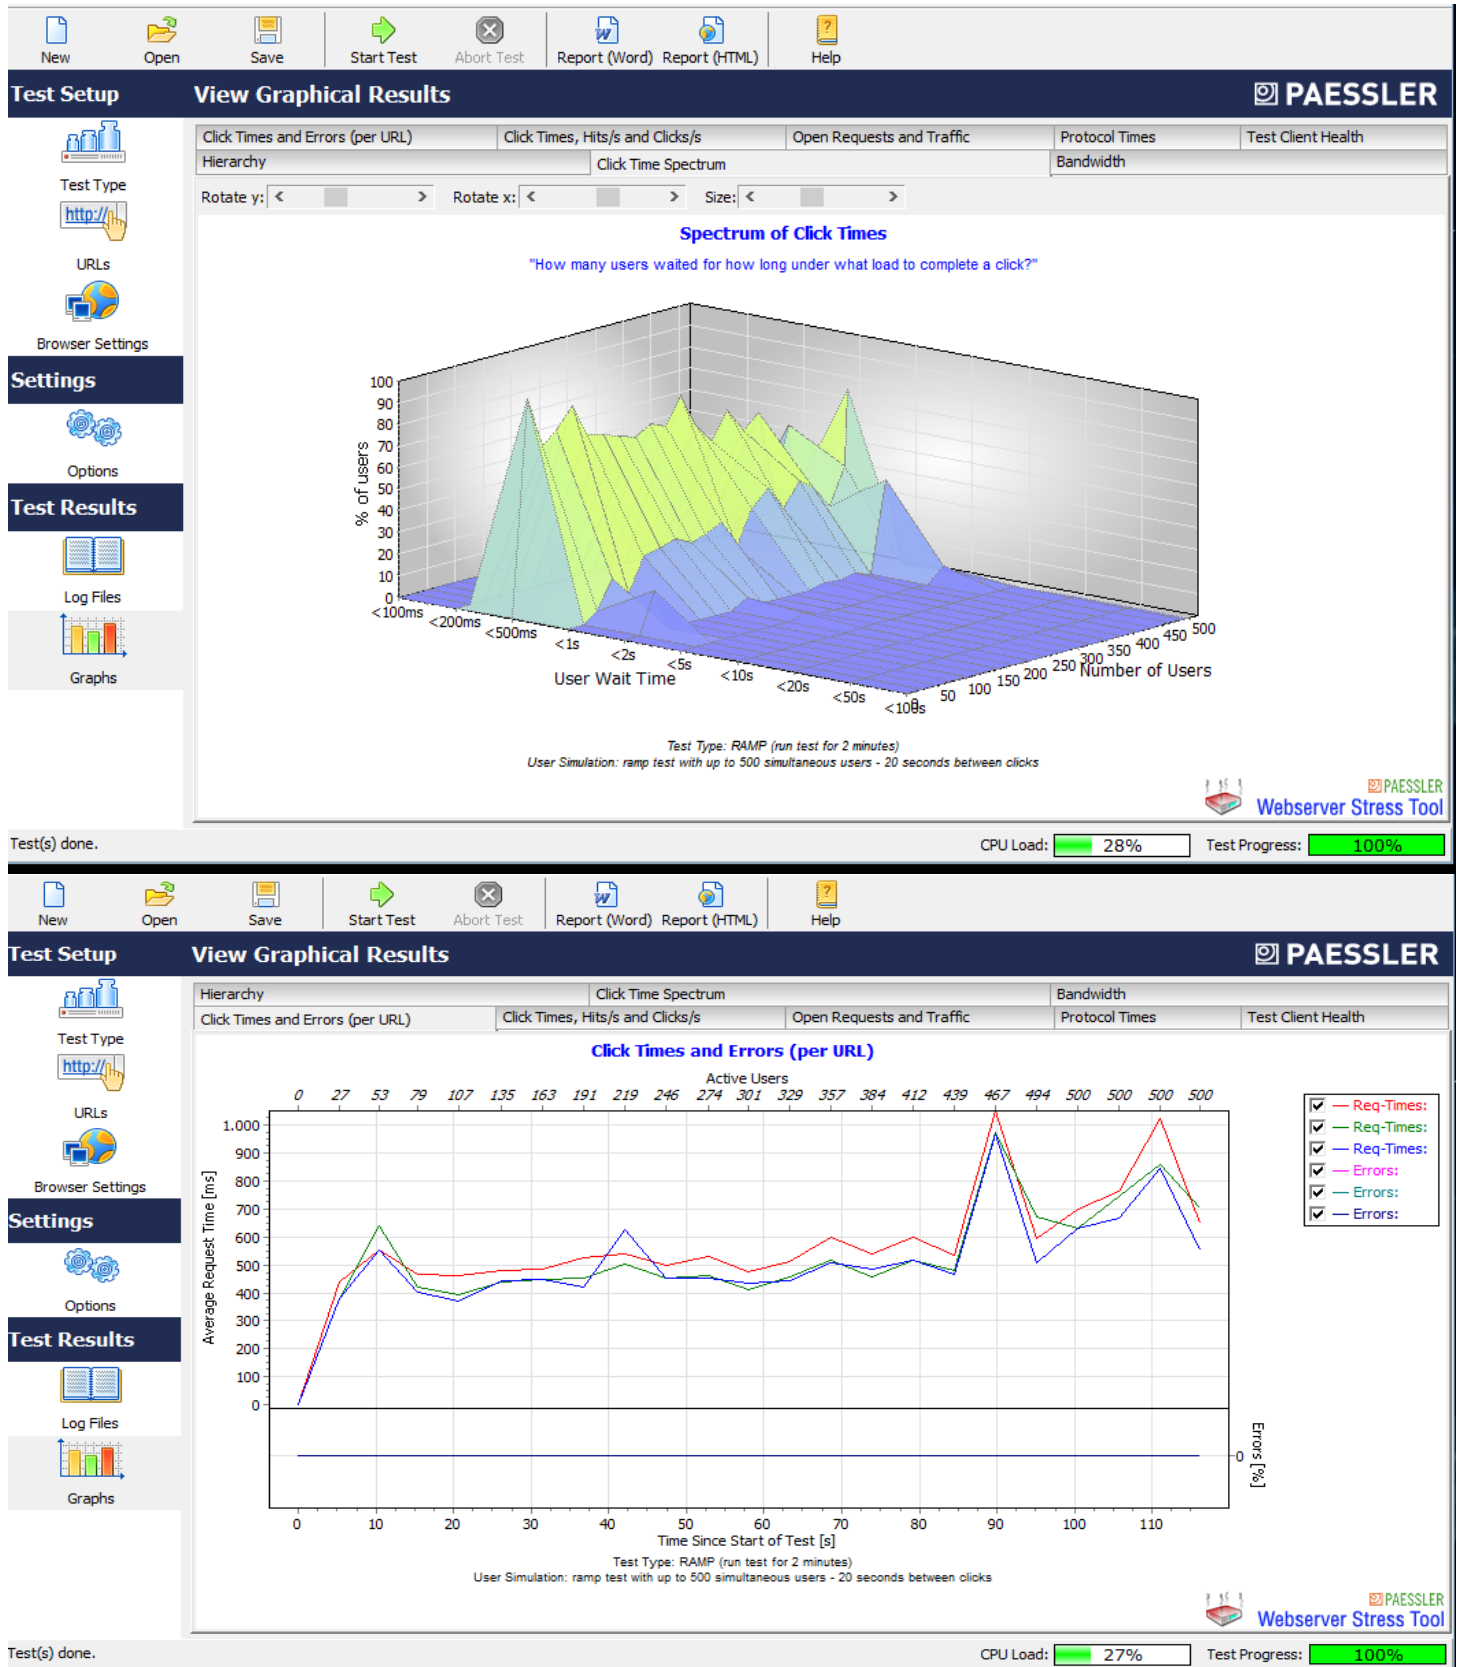 New Open Save Start Test Abort Test Report (Word) Report (HTML) Help
Test Setup View Graphical Results PAESSLER
Click Times and Errors (per URL) Click Times, Hits/s and Clicks/s Open Requests and Traffic Protocol Times Test Client Health
Hierarchy Click Time Spectrum Bandwidth
Test Type
Rotate y: < > Rotate x: < > Size: < >
http://
URLs
Browser Settings
Settings
Options
Test Results
Log Files
Graphs
Spectrum of Click Times
"How many users waited for how long under what load to complete a click?"
100
90
80
70
60
50
40
30
20
10
0
% of users
<100ms <200ms <500ms <1s <2s <5s <10s <20s <50s <100s
User Wait Time
0 50 100 150 200 250 300 350 400 450 500
Number of Users
Test Type: RAMP (run test for 2 minutes)
User Simulation: ramp test with up to 500 simultaneous users - 20 seconds between clicks
PAESSLER
Webserver Stress Tool
Test(s) done. CPU Load: 28% Test Progress: 100%
New Open Save Start Test Abort Test Report (Word) Report (HTML) Help
Test Setup View Graphical Results PAESSLER
Hierarchy Click Time Spectrum Bandwidth
Click Times and Errors (per URL) Click Times, Hits/s and Clicks/s Open Requests and Traffic Protocol Times Test Client Health
Test Type
http://
URLs
Browser Settings
Settings
Options
Test Results
Log Files
Graphs
Click Times and Errors (per URL)
Active Users
0 27 53 79 107 135 163 191 219 246 274 301 329 357 384 412 439 467 494 500 500 500 500
1.000
900
800
700
600
500
400
300
200
100
0
Average Request Time [ms]
Req-Times:
Req-Times:
Req-Times:
Errors:
Errors:
Errors:
0
Errors [%]
0 10 20 30 40 50 60 70 80 90 100 110
Time Since Start of Test [s]
Test Type: RAMP (run test for 2 minutes)
User Simulation: ramp test with up to 500 simultaneous users - 20 seconds between clicks
PAESSLER
Webserver Stress Tool
Test(s) done. CPU Load: 27% Test Progress: 100%